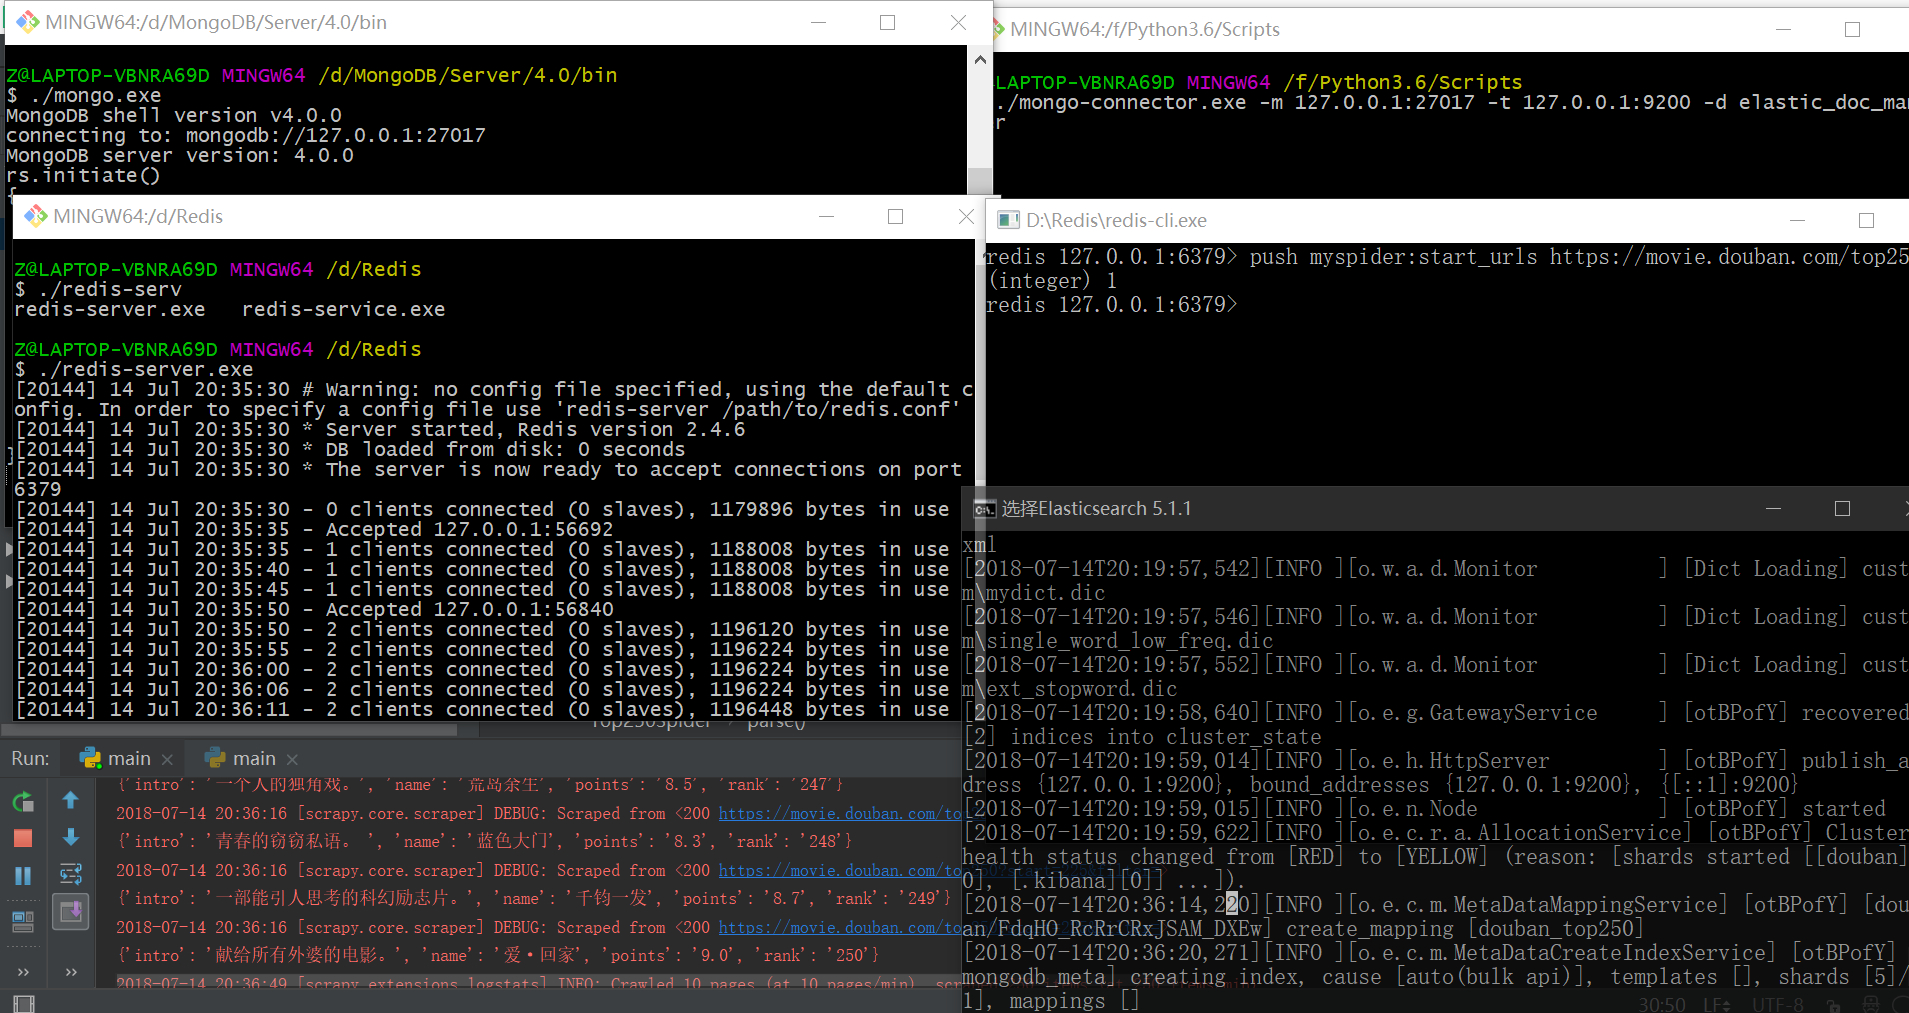 MINGW64:/d/MongoDB/Server/4.0/bin
Z@LAPTOP-VBNRA69D MINGW64 /d/MongoDB/Server/4.0/bin
$ ./mongo.exe
MongoDB shell version v4.0.0
connecting to: mongodb://127.0.0.1:27017
MongoDB server version: 4.0.0
rs.initiate()
{
MINGW64:/f/Python3.6/Scripts
LAPTOP-VBNRA69D MINGW64 /f/Python3.6/Scripts
./mongo-connector.exe -m 127.0.0.1:27017 -t 127.0.0.1:9200 -d elastic_doc_ma
r
MINGW64:/d/Redis
Z@LAPTOP-VBNRA69D MINGW64 /d/Redis
$ ./redis-serv
redis-server.exe   redis-service.exe
Z@LAPTOP-VBNRA69D MINGW64 /d/Redis
$ ./redis-server.exe
[20144] 14 Jul 20:35:30 # Warning: no config file specified, using the default c
onfig. In order to specify a config file use 'redis-server /path/to/redis.conf'
[20144] 14 Jul 20:35:30 * Server started, Redis version 2.4.6
[20144] 14 Jul 20:35:30 * DB loaded from disk: 0 seconds
[20144] 14 Jul 20:35:30 * The server is now ready to accept connections on port
6379
[20144] 14 Jul 20:35:30 - 0 clients connected (0 slaves), 1179896 bytes in use
[20144] 14 Jul 20:35:35 - Accepted 127.0.0.1:56692
[20144] 14 Jul 20:35:35 - 1 clients connected (0 slaves), 1188008 bytes in use
[20144] 14 Jul 20:35:40 - 1 clients connected (0 slaves), 1188008 bytes in use
[20144] 14 Jul 20:35:45 - 1 clients connected (0 slaves), 1188008 bytes in use
[20144] 14 Jul 20:35:50 - Accepted 127.0.0.1:56840
[20144] 14 Jul 20:35:50 - 2 clients connected (0 slaves), 1196120 bytes in use
[20144] 14 Jul 20:35:55 - 2 clients connected (0 slaves), 1196224 bytes in use
[20144] 14 Jul 20:36:00 - 2 clients connected (0 slaves), 1196224 bytes in use
[20144] 14 Jul 20:36:06 - 2 clients connected (0 slaves), 1196224 bytes in use
[20144] 14 Jul 20:36:11 - 2 clients connected (0 slaves), 1196448 bytes in use
D:\Redis\redis-cli.exe
redis 127.0.0.1:6379> push myspider:start_urls https://movie.douban.com/top25
(integer) 1
redis 127.0.0.1:6379>
选择Elasticsearch 5.1.1
xml
[2018-07-14T20:19:57,542][INFO ][o.w.a.d.Monitor          ] [Dict Loading] cust
m\mydict.dic
[2018-07-14T20:19:57,546][INFO ][o.w.a.d.Monitor          ] [Dict Loading] cust
m\single_word_low_freq.dic
[2018-07-14T20:19:57,552][INFO ][o.w.a.d.Monitor          ] [Dict Loading] cust
m\ext_stopword.dic
[2018-07-14T20:19:58,640][INFO ][o.e.g.GatewayService     ] [otBPofY] recovered
[2] indices into cluster_state
[2018-07-14T20:19:59,014][INFO ][o.e.h.HttpServer         ] [otBPofY] publish_a
dress {127.0.0.1:9200}, bound_addresses {127.0.0.1:9200}, {[::1]:9200}
[2018-07-14T20:19:59,015][INFO ][o.e.n.Node               ] [otBPofY] started
[2018-07-14T20:19:59,622][INFO ][o.e.c.r.a.AllocationService] [otBPofY] Cluster
health status changed from [RED] to [YELLOW] (reason: [shards started [[douban]
0], [.kibana][0]] ...]).
[2018-07-14T20:36:14,220][INFO ][o.e.c.m.MetaDataMappingService] [otBPofY] [dou
an/FdqHO_RcRrCRxJSAM_DXEw] create_mapping [douban_top250]
[2018-07-14T20:36:20,271][INFO ][o.e.c.m.MetaDataCreateIndexService] [otBPofY]
mongodb_meta] creating index, cause [auto(bulk api)], templates [], shards [5]/
1], mappings []
Top250Spider parse()
Run: main main
{'intro': '一个人的独角戏。', 'name': '荒岛余生', 'points': '8.5', 'rank': '247'}
2018-07-14 20:36:16 [scrapy.core.scraper] DEBUG: Scraped from <200 https://movie.douban.com/to
{'intro': '青春的窃窃私语。 ', 'name': '蓝色大门', 'points': '8.3', 'rank': '248'}
2018-07-14 20:36:16 [scrapy.core.scraper] DEBUG: Scraped from <200 https://movie.douban.com/to
{'intro': '一部能引人思考的科幻励志片。', 'name': '千钧一发', 'points': '8.7', 'rank': '249'}
2018-07-14 20:36:16 [scrapy.core.scraper] DEBUG: Scraped from <200 https://movie.douban.com/to
{'intro': '献给所有外婆的电影。', 'name': '爱·回家', 'points': '9.0', 'rank': '250'}
2018-07-14 20:36:49 [scrapy.extensions.logstats] INFO: Crawled 10 pages (at 10 pages/min), scr
30:50 LF UTF-8